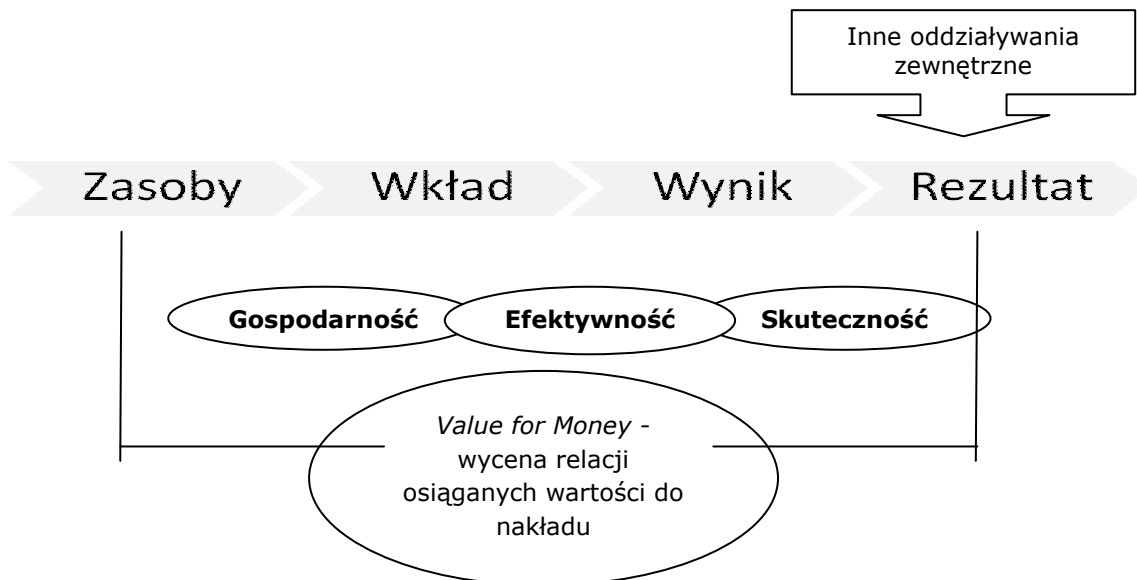 Inne oddziaływania
zewnętrzne
Zasoby Wkład Wynik Rezultat
Gospodarność Efektywność Skuteczność
Value for Money -
wycena relacji
osiąganych wartości do
nakładu